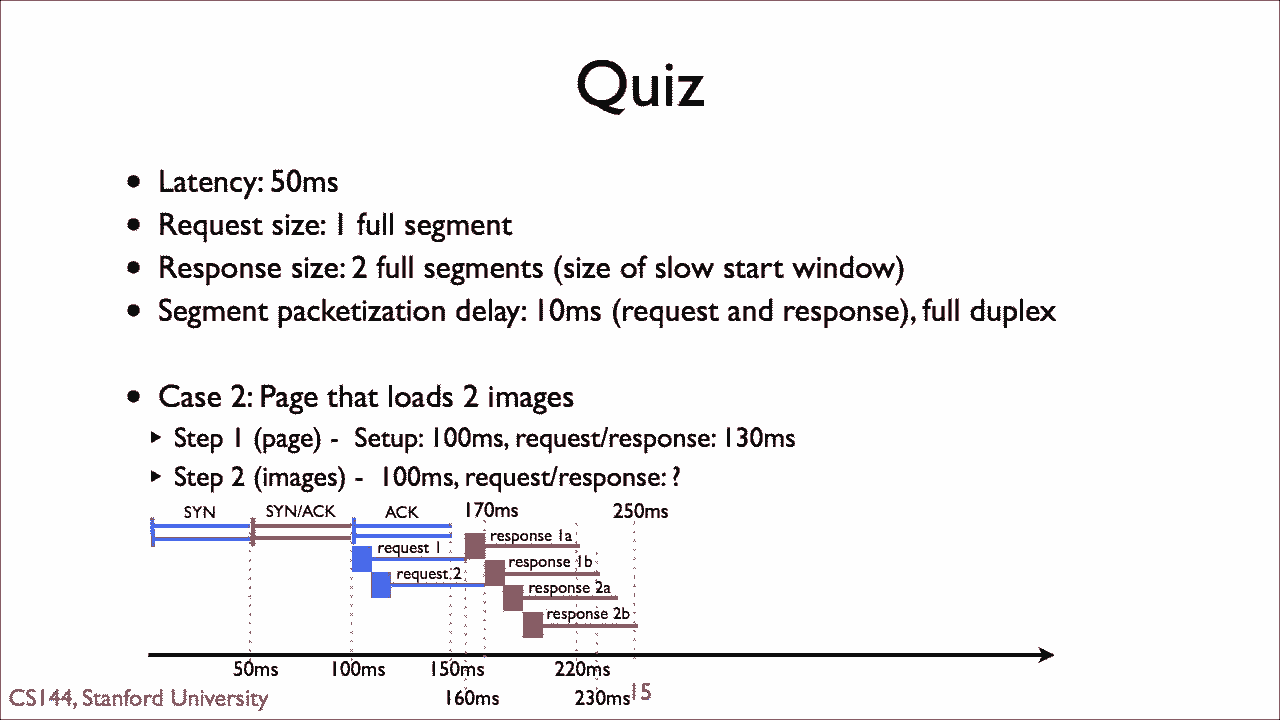 Quiz
• Latency: 50ms
• Request size: 1 full segment
• Response size: 2 full segments (size of slow start window)
• Segment packetization delay: 10ms (request and response), full duplex
• Case 2: Page that loads 2 images
▸ Step 1 (page) - Setup: 100ms, request/response: 130ms
▸ Step 2 (images) - 100ms, request/response: ?
SYN SYN/ACK ACK 170ms 250ms
response 1a
request 1
response 1b
request 2
response 2a
response 2b
50ms 100ms 150ms 220ms
160ms 230ms 15
CS144, Stanford University